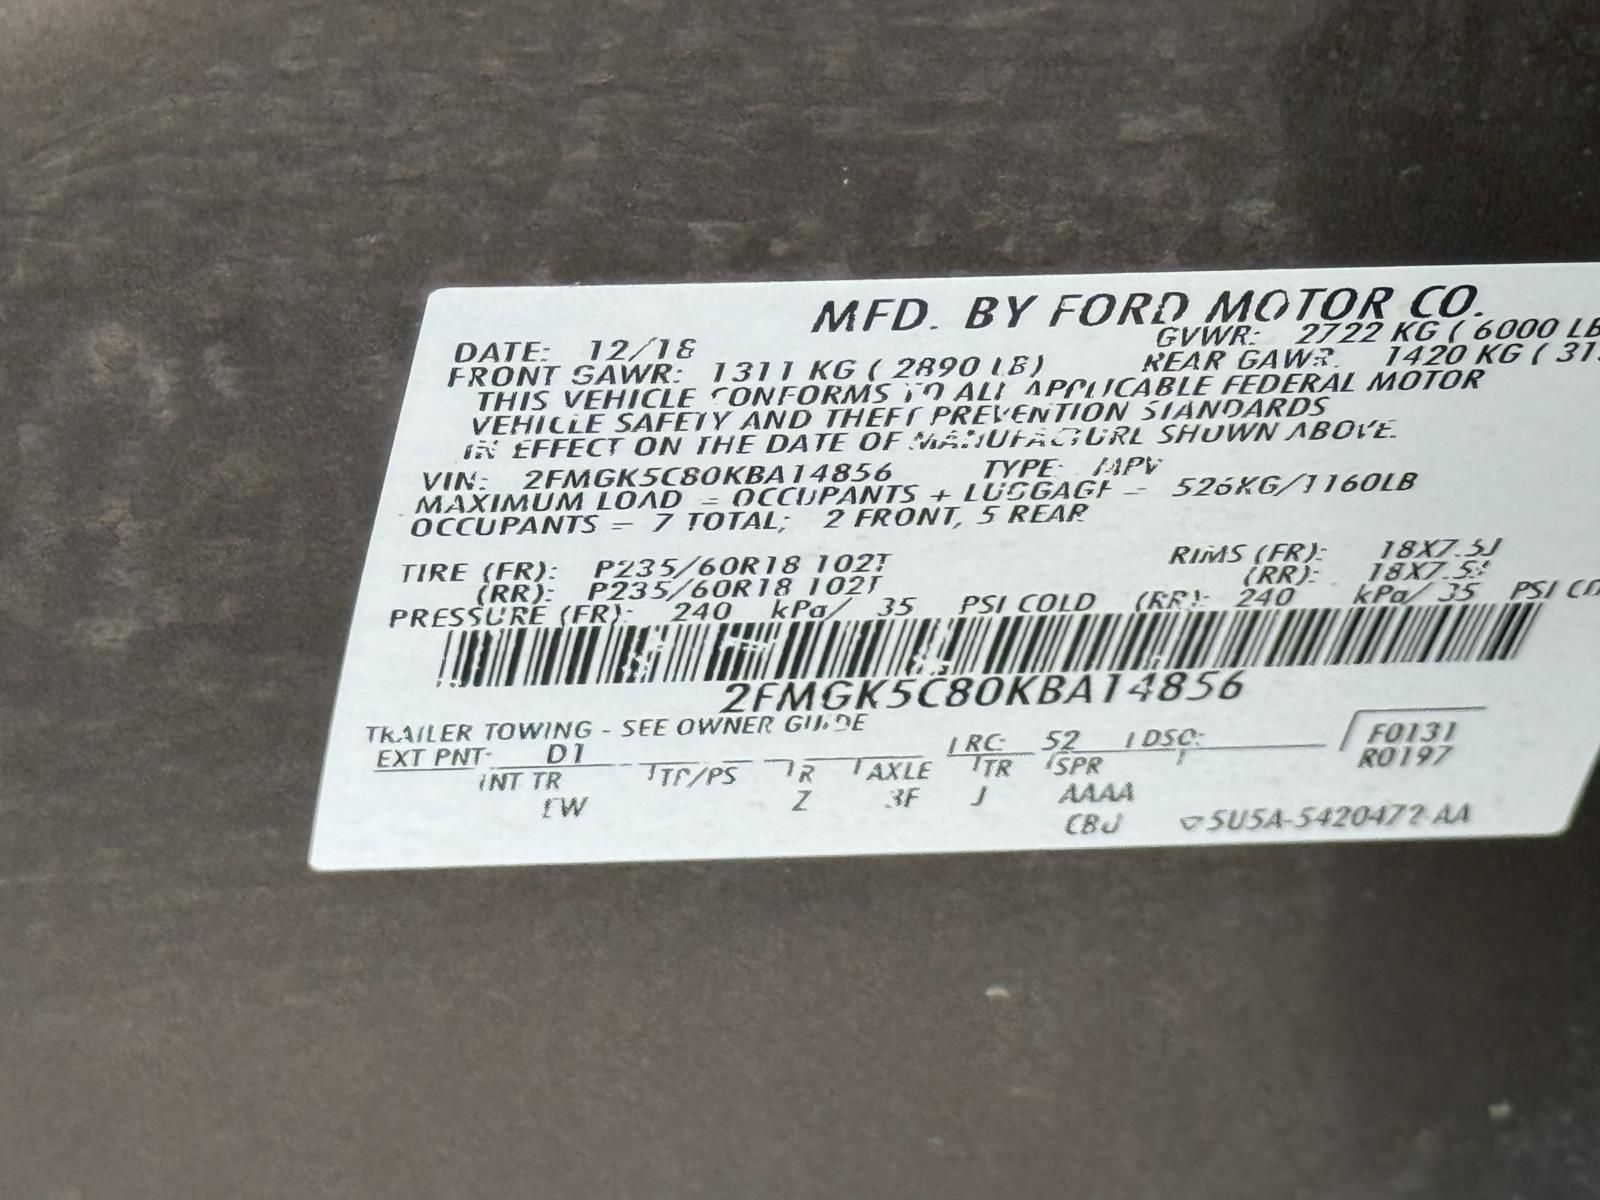 MFD. BY FORD MOTOR CO.
DATE: 12/18 GVWR: 2722 KG ( 6000 LB
FRONT GAWR: 1311 KG ( 2890 LB) REAR GAWR: 1420 KG ( 31
THIS VEHICLE CONFORMS TO ALL APPLICABLE FEDERAL MOTOR
VEHICLE SAFETY AND THEFT PREVENTION STANDARDS
IN EFFECT ON THE DATE OF MANUFACTURE SHOWN ABOVE.
VIN: 2FMGK5C80KBA14856 TYPE: MPV
MAXIMUM LOAD = OCCUPANTS + LUGGAGE = 526KG/1160LB
OCCUPANTS = 7 TOTAL; 2 FRONT, 5 REAR
TIRE (FR): P235/60R18 102T RIMS (FR): 18X7.5J
(RR): P235/60R18 102T (RR): 18X7.5J
PRESSURE (FR): 240 kPa/ 35 PSI COLD (RR): 240 kPa/ 35 PSI CO
2FMGK5C80KBA14856
TRAILER TOWING - SEE OWNER GUIDE
EXT PNT: D1 RC: 52 DSO: F0131
R0197
INT TR TP/PS R AXLE TR SPR
Z 3F J AAAA
5U5A-5420472-AA